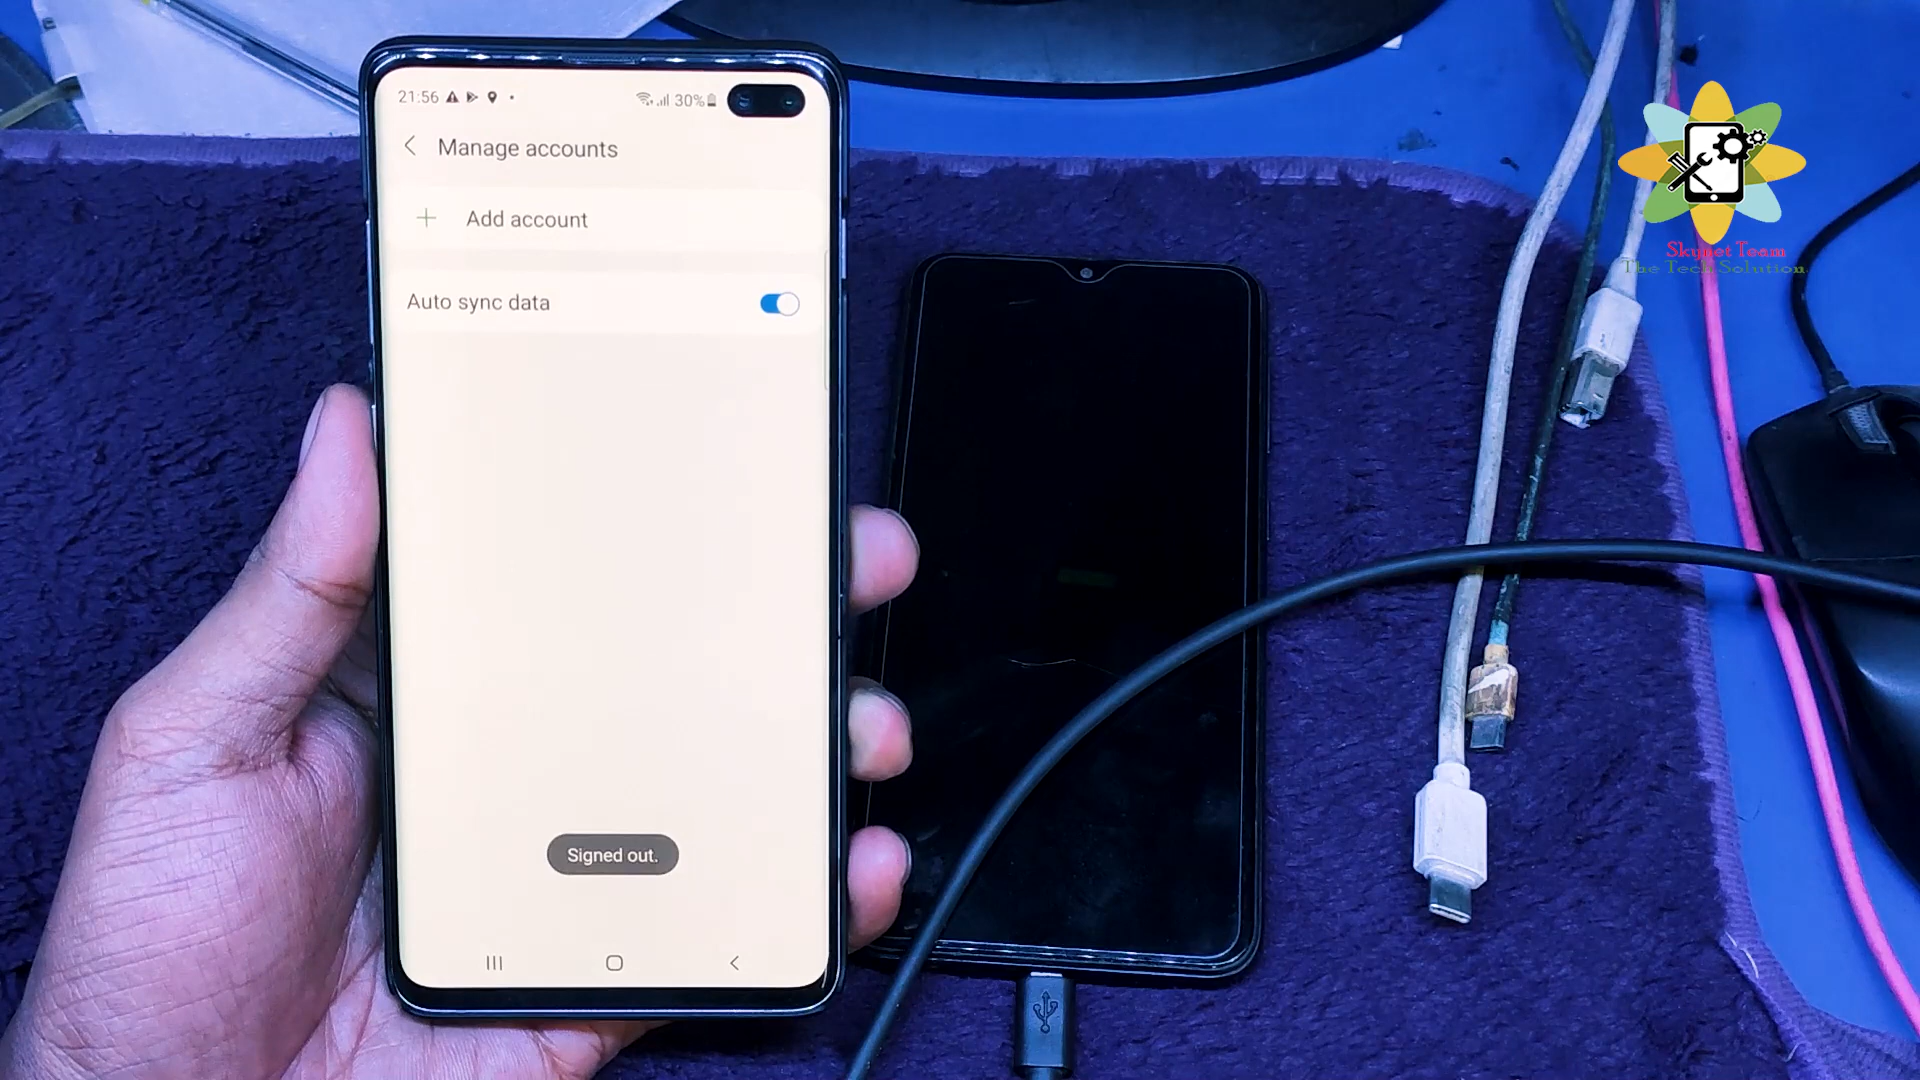 21:56
30%
Manage accounts
Add account
Auto sync data
Signed out.
Skynet Team
The Tech Solution